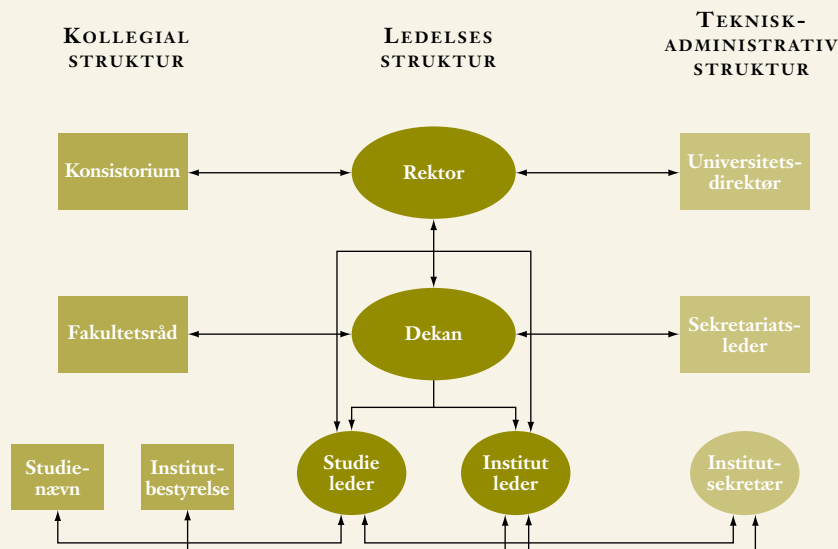 KOLLEGIAL
STRUKTUR
LEDELSES
STRUKTUR
TEKNISK-
ADMINISTRATIV
STRUKTUR
Konsistorium
Rektor
Universitets-
direktør
Fakultetsråd
Dekan
Sekretariats-
leder
Studie-
nævn
Institut-
bestyrelse
Studie
leder
Institut
leder
Institut-
sekretær